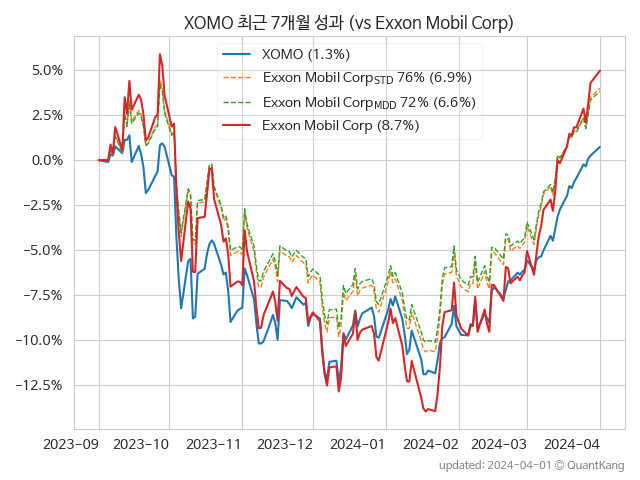 XOMO 최근 7개월 성과 (vs Exxon Mobil Corp)
XOMO (1.3%)
Exxon Mobil CorpSTD 76% (6.9%)
Exxon Mobil CorpMDD 72% (6.6%)
Exxon Mobil Corp (8.7%)
5.0%
2.5%
0.0%
−2.5%
−5.0%
−7.5%
−10.0%
−12.5%
2023−09 2023−10 2023−11 2023−12 2024−01 2024−02 2024−03 2024−04
updated: 2024−04−01 © QuantKang